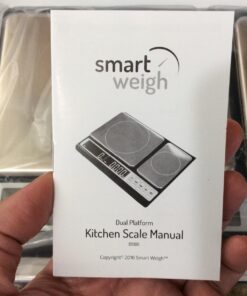 smart
weigh
Dual Platform
Kitchen Scale Manual
Copyright© 2016 Smart Weigh™